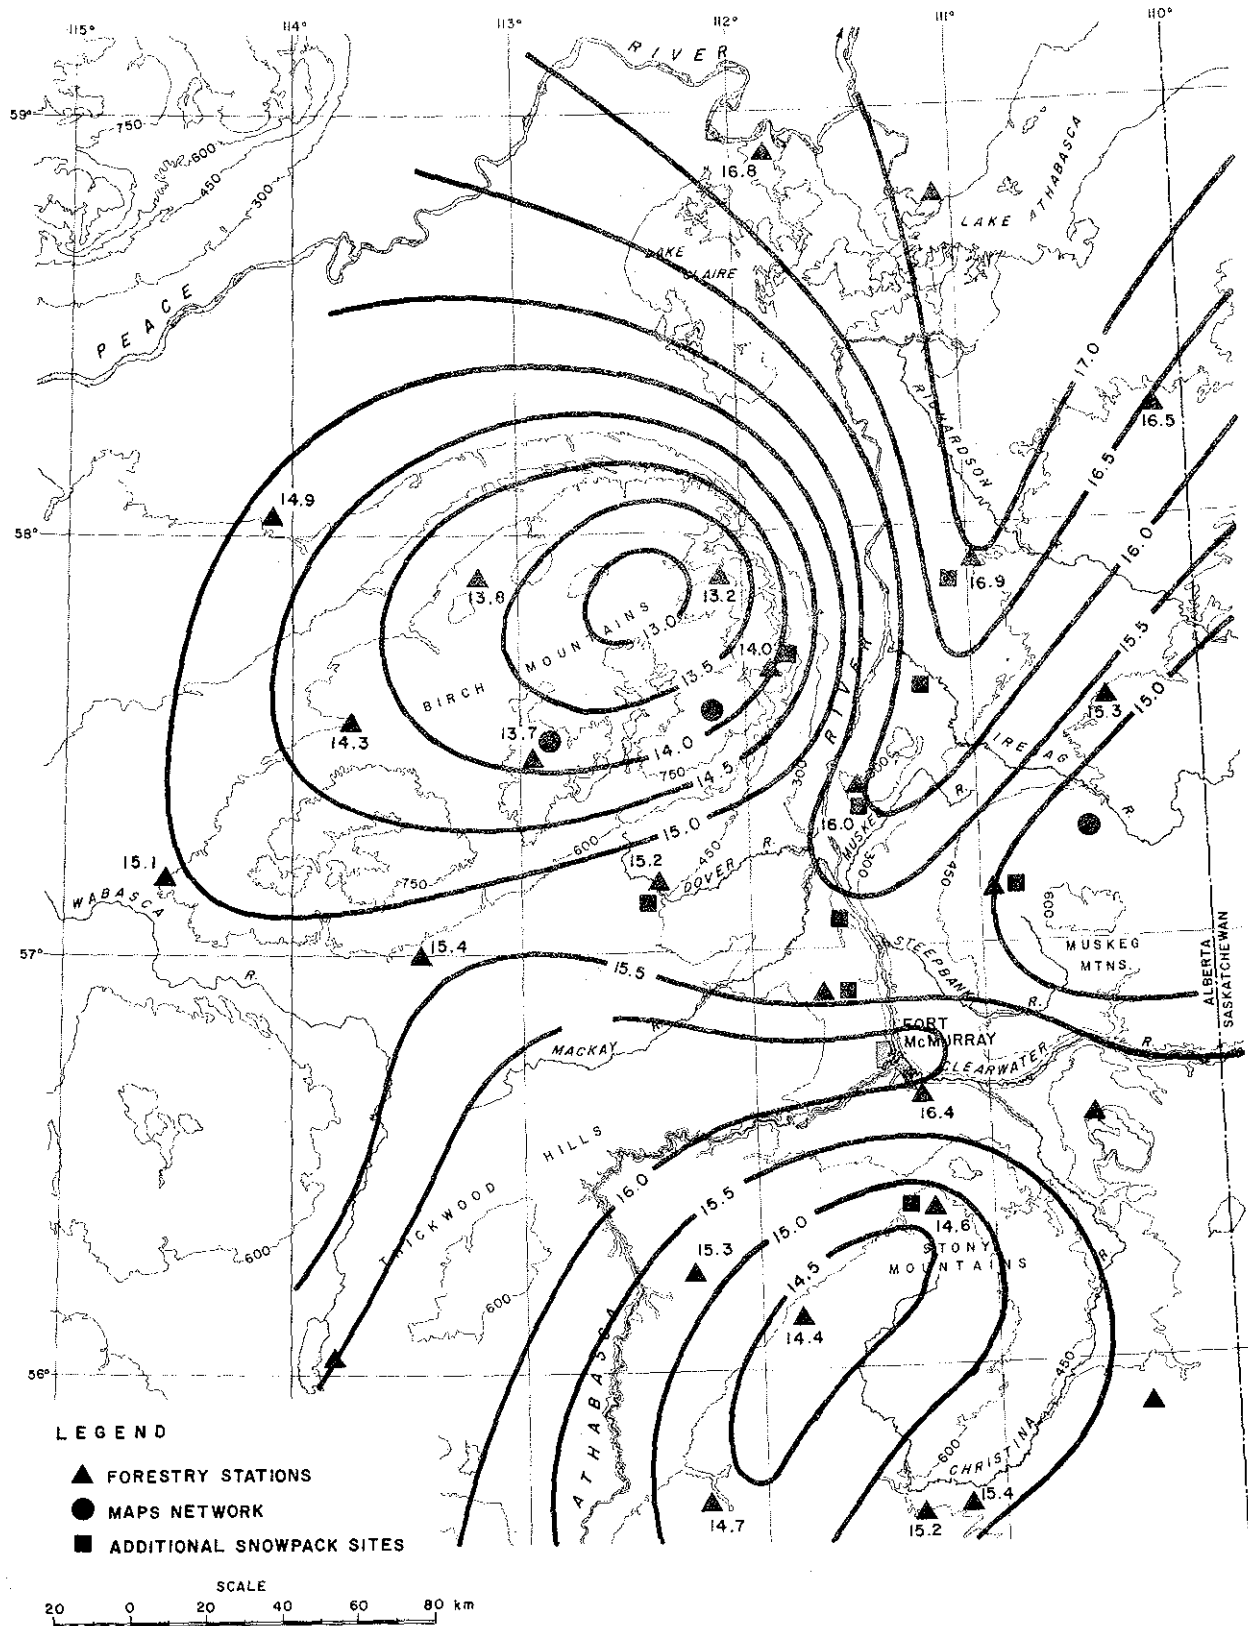 115°
114°
113°
112°
111°
110°
RIVER
59°
750
600
450
300
16.8
LAKE ATHABASCA
LAKE CLAIRE
PEACE
17.0
RICHARDSON
16.5
16.5
14.9
16.0
58°
16.9
13.8
13.2
13.0
15.5
BIRCH MOUNTAINS
14.0
RIVER
13.5
15.3
15.0
14.3
13.7
14.0
14.5
750
300
600
IREBAG R.
R.
16.0
MUSKEG
15.0
600
450
15.2
DOVER R.
300
450
15.1
750
WABASCA
R.
600
MUSKEG
MTNS.
ALBERTA
SASKATCHEWAN
57°
15.4
15.5
STEEPBANK
R.
FORT
McMURRAY
MACKAY R.
CLEARWATER
R.
16.4
THICKWOOD HILLS
16.0
15.5
15.0
14.6
STONY
MOUNTAINS
600
15.3
14.5
R.
600
14.4
ATHABASCA
450
56°
600
CHRISTINA
15.4
14.7
15.2
LEGEND
FORESTRY STATIONS
MAPS NETWORK
ADDITIONAL SNOWPACK SITES
SCALE
20 0 20 40 60 80 km